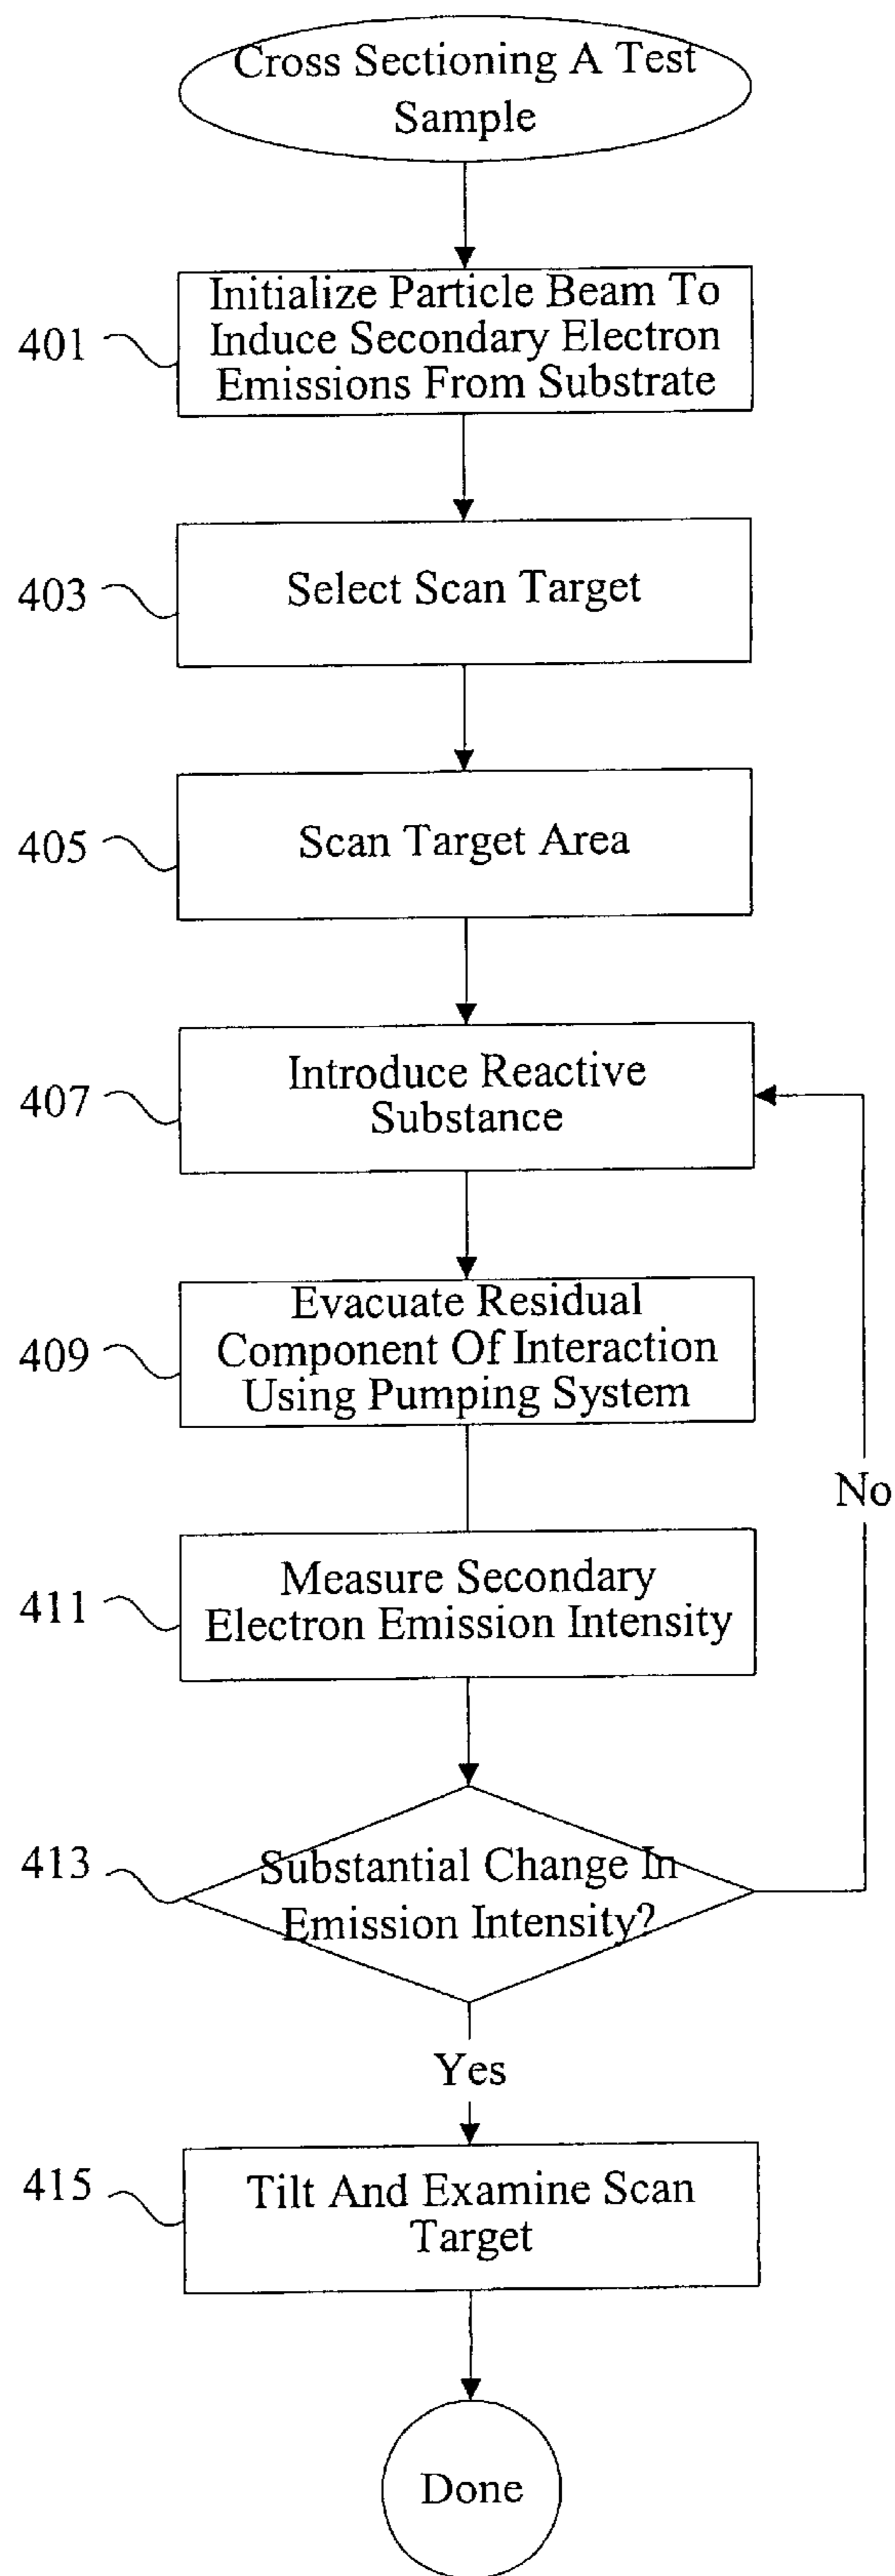 Cross Sectioning A Test
Sample
401
Initialize Particle Beam To
Induce Secondary Electron
Emissions From Substrate
403
Select Scan Target
405
Scan Target Area
407
Introduce Reactive
Substance
409
Evacuate Residual
Component Of Interaction
Using Pumping System
No
411
Measure Secondary
Electron Emission Intensity
413
Substantial Change In
Emission Intensity?
Yes
415
Tilt And Examine Scan
Target
Done